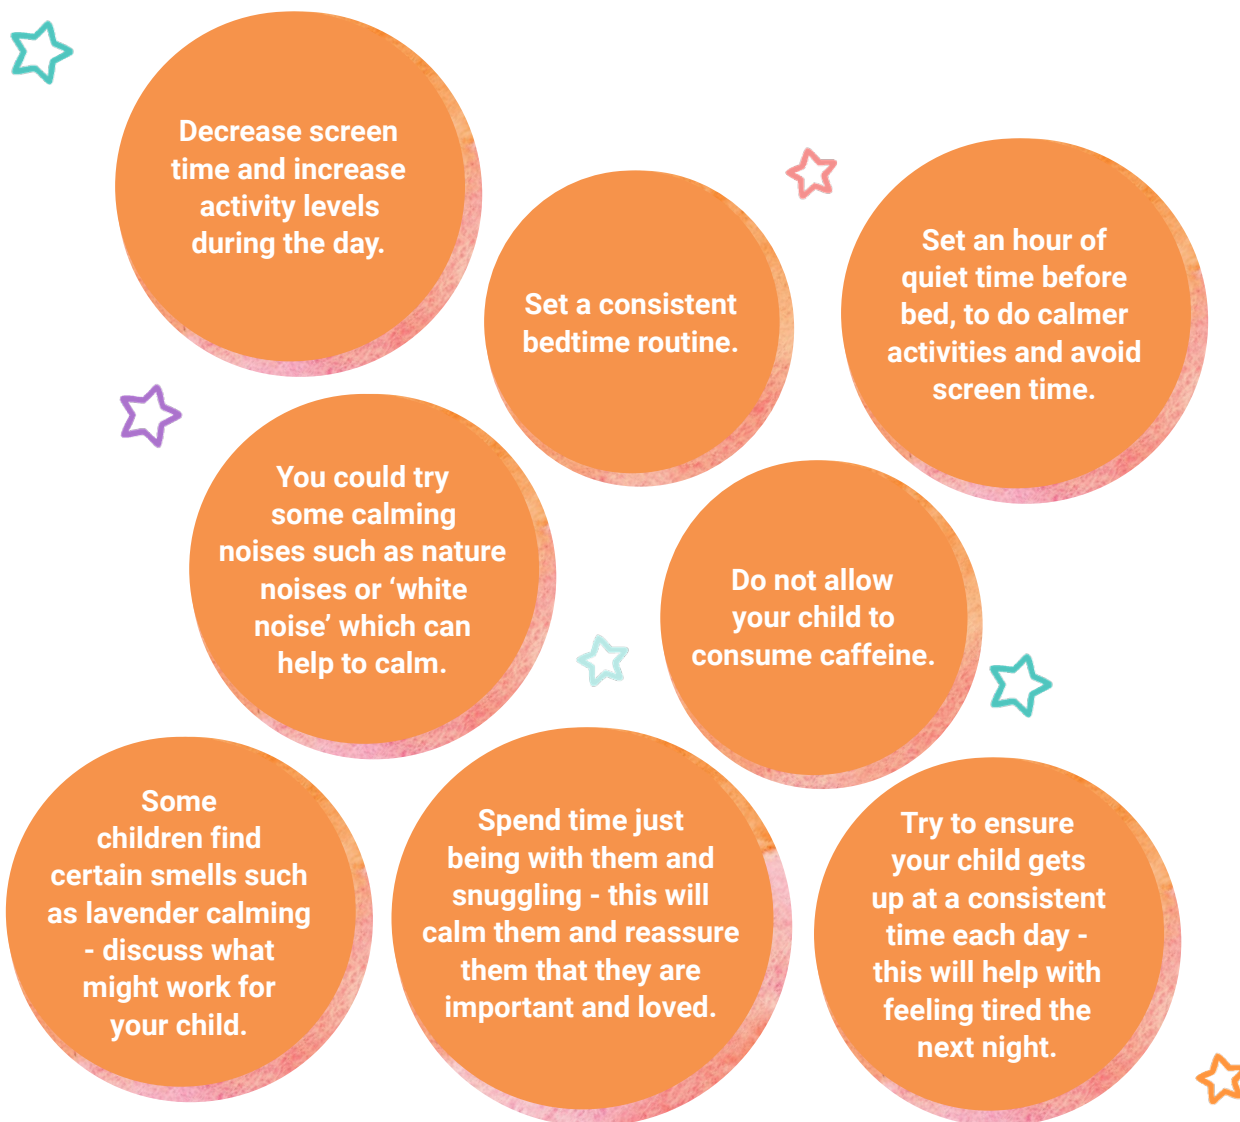 Decrease screen
time and increase
activity levels
during the day.
Set a consistent
bedtime routine.
Set an hour of
quiet time before
bed, to do calmer
activities and avoid
screen time.
You could try
some calming
noises such as nature
noises or ‘white
noise’ which can
help to calm.
Do not allow
your child to
consume caffeine.
Some
children find
certain smells such
as lavender calming
- discuss what
might work for
your child.
Spend time just
being with them and
snuggling - this will
calm them and reassure
them that they are
important and loved.
Try to ensure
your child gets
up at a consistent
time each day -
this will help with
feeling tired the
next night.